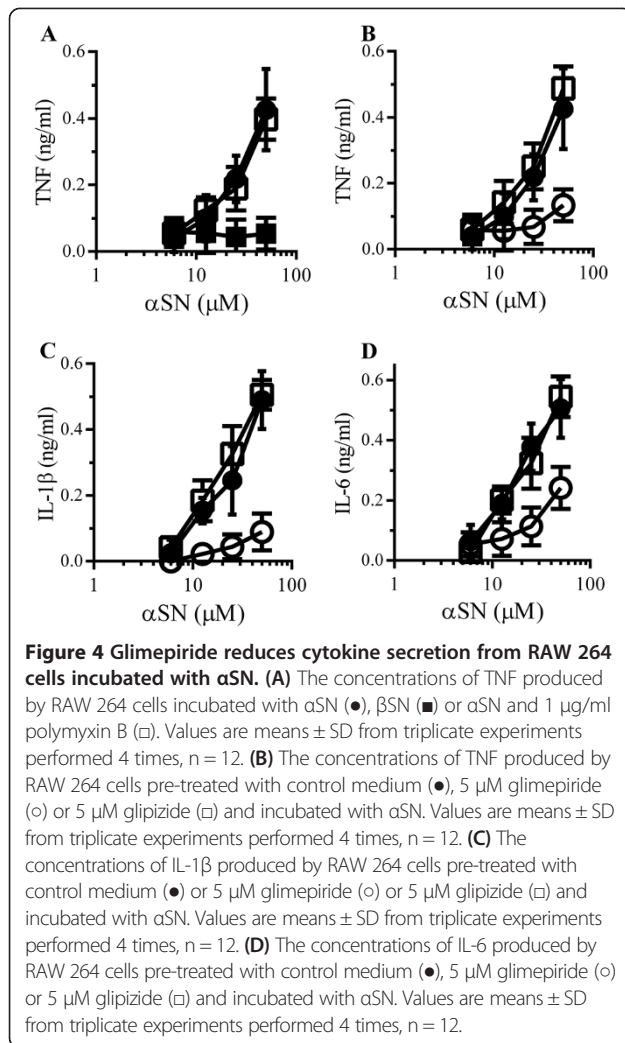 A
B
0.6
0.4
0.2
0.0
TNF (ng/ml)
1
10
100
αSN (μM)
0.6
0.4
0.2
0.0
TNF (ng/ml)
1
10
100
αSN (μM)
C
D
0.6
0.4
0.2
0.0
IL-1β (ng/ml)
1
10
100
αSN (μM)
0.6
0.4
0.2
0.0
IL-6 (ng/ml)
1
10
100
αSN (μM)
Figure 4 Glimepiride reduces cytokine secretion from RAW 264
cells incubated with αSN. (A) The concentrations of TNF produced
by RAW 264 cells incubated with αSN (●), βSN (■) or αSN and 1 μg/ml
polymyxin B (□). Values are means ± SD from triplicate experiments
performed 4 times, n = 12. (B) The concentrations of TNF produced by
RAW 264 cells pre-treated with control medium (●), 5 μM glimepiride
(○) or 5 μM glipizide (□) and incubated with αSN. Values are means ± SD
from triplicate experiments performed 4 times, n = 12. (C) The
concentrations of IL-1β produced by RAW 264 cells pre-treated with
control medium (●) or 5 μM glimepiride (○) or 5 μM glipizide (□) and
incubated with αSN. Values are means ± SD from triplicate experiments
performed 4 times, n = 12. (D) The concentrations of IL-6 produced by
RAW 264 cells pre-treated with control medium (●), 5 μM glimepiride (○)
or 5 μM glipizide (□) and incubated with αSN. Values are means ± SD
from triplicate experiments performed 4 times, n = 12.